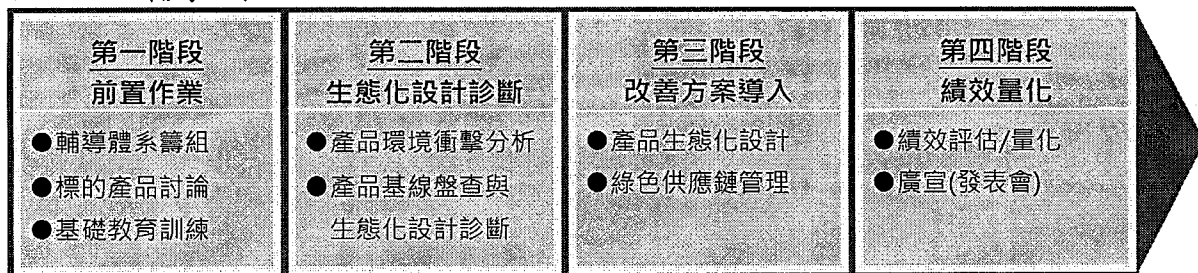 第一階段
前置作業
●輔導體系籌組
●標的產品討論
●基礎教育訓練
第二階段
生態化設計診斷
●產品環境衝擊分析
●產品基線盤查與
生態化設計診斷
第三階段
改善方案導入
●產品生態化設計
●綠色供應鏈管理
第四階段
績效量化
●績效評估/量化
●廣宣(發表會)